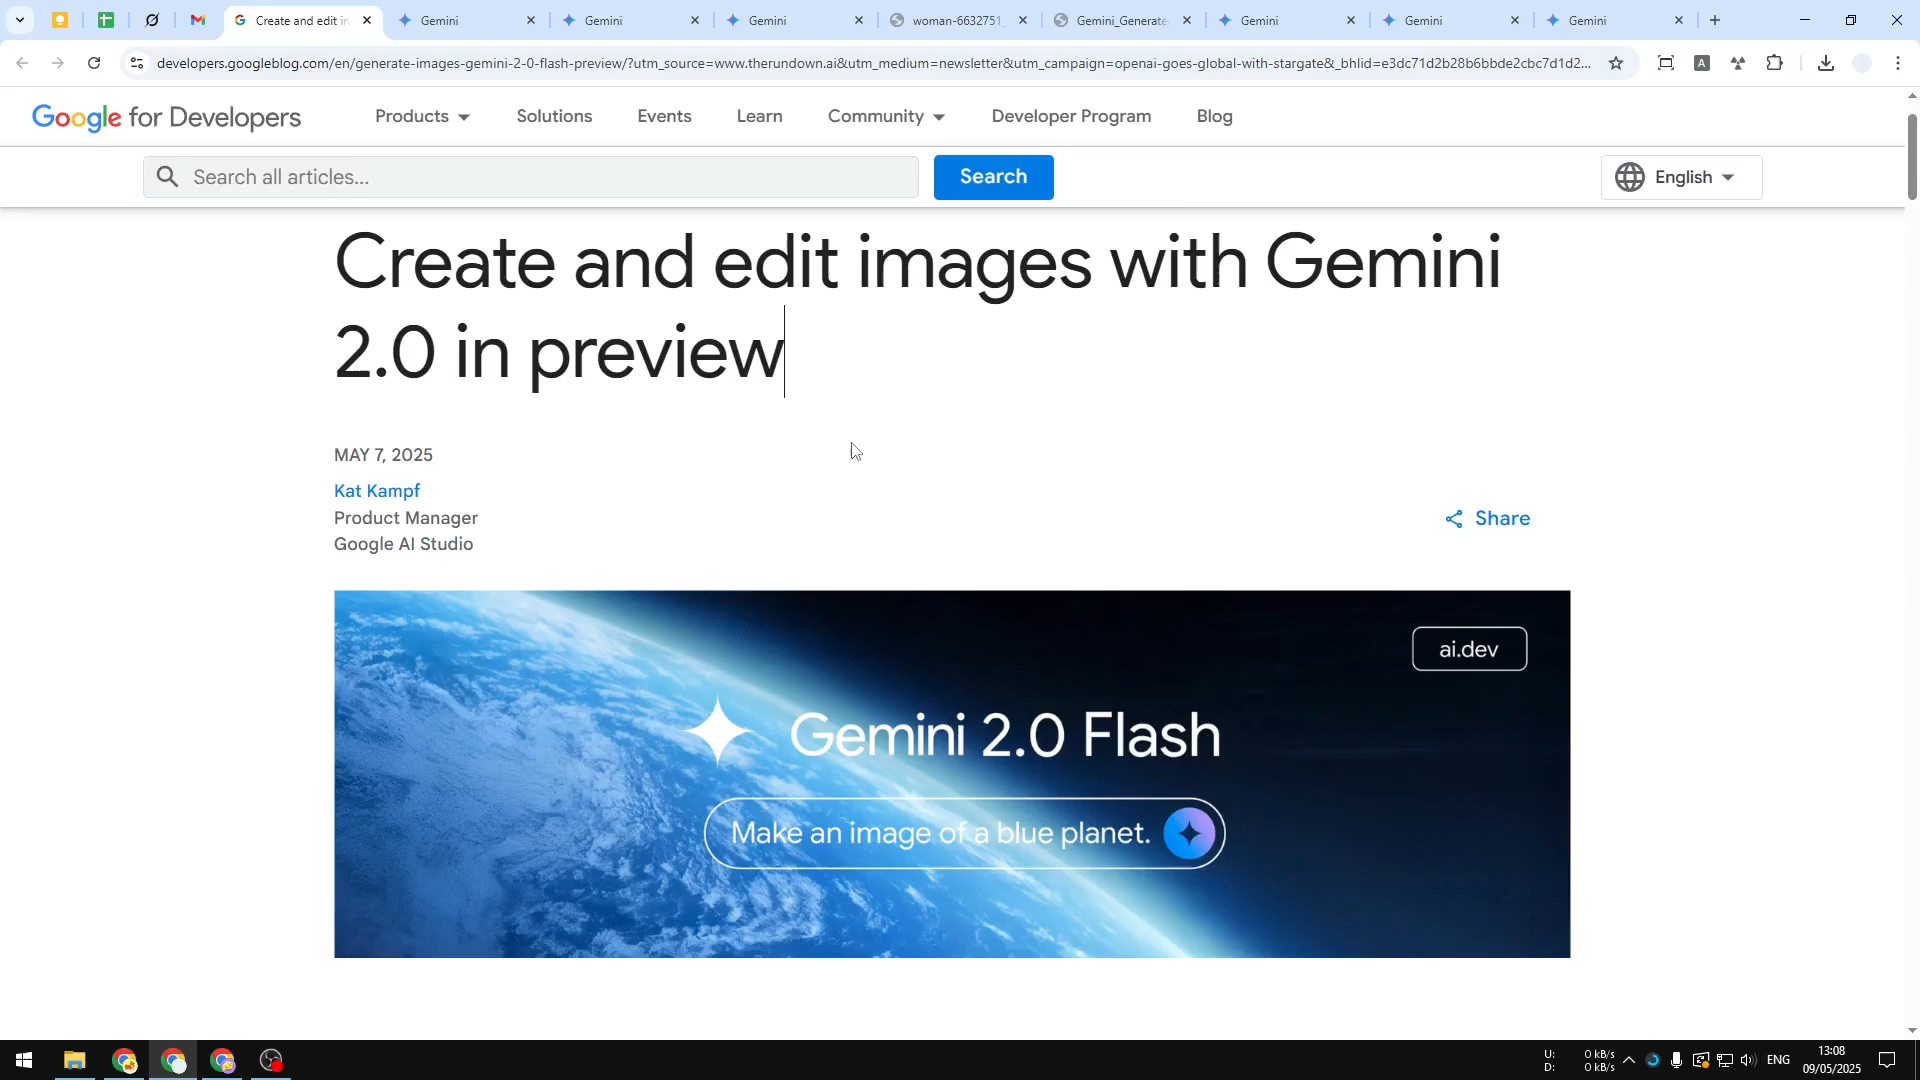 Create and edit in
Gemini
Gemini
Gemini
woman-6632751_
Gemini_Generate
Gemini
Gemini
Gemini
developers.googleblog.com/en/generate-images-gemini-2-0-flash-preview/?utm_source=www.therundown.ai&utm_medium=newsletter&utm_campaign=openai-goes-global-with-stargate&_bhlid=e3dc71d2b28b6bbde2cbc7d1d2...
Google for Developers
Products
Solutions
Events
Learn
Community
Developer Program
Blog
Search all articles...
Search
English
Create and edit images with Gemini
2.0 in preview
MAY 7, 2025
Kat Kampf
Product Manager
Google AI Studio
Share
ai.dev
Gemini 2.0 Flash
Make an image of a blue planet.
U: 0 kB/s
D: 0 kB/s
ENG
13:08
09/05/2025